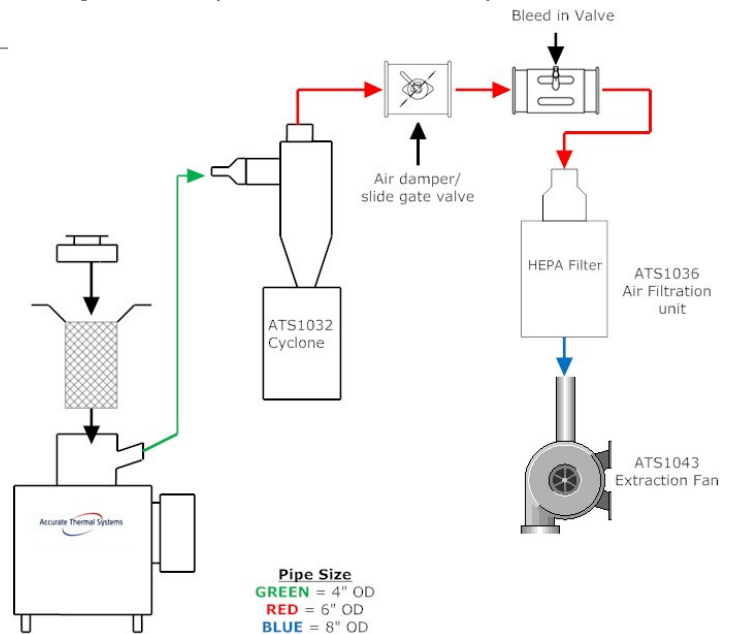 Bleed in Valve
Air damper/
slide gate valve
HEPA Filter
ATS1036
Air Filtration
unit
ATS1032
Cyclone
ATS1043
Extraction Fan
Accurate Thermal Systems
Pipe Size
GREEN = 4" OD
RED = 6" OD
BLUE = 8" OD